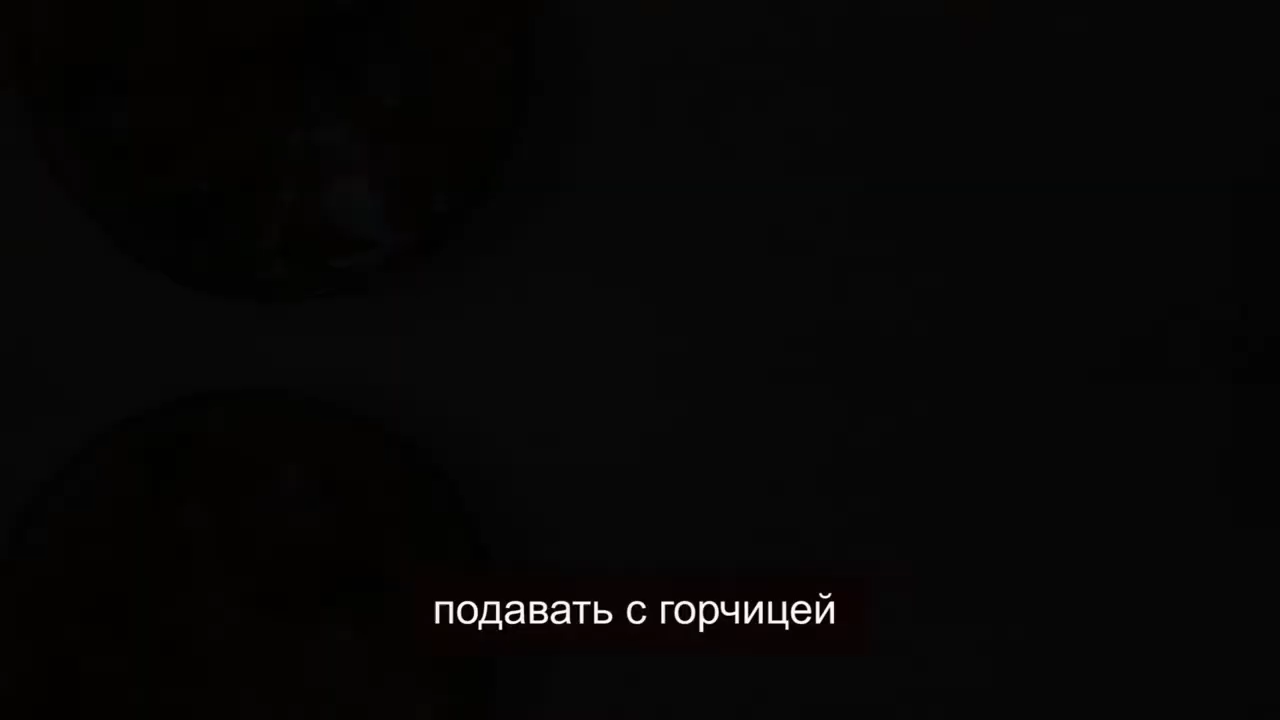 подавать с горчицей